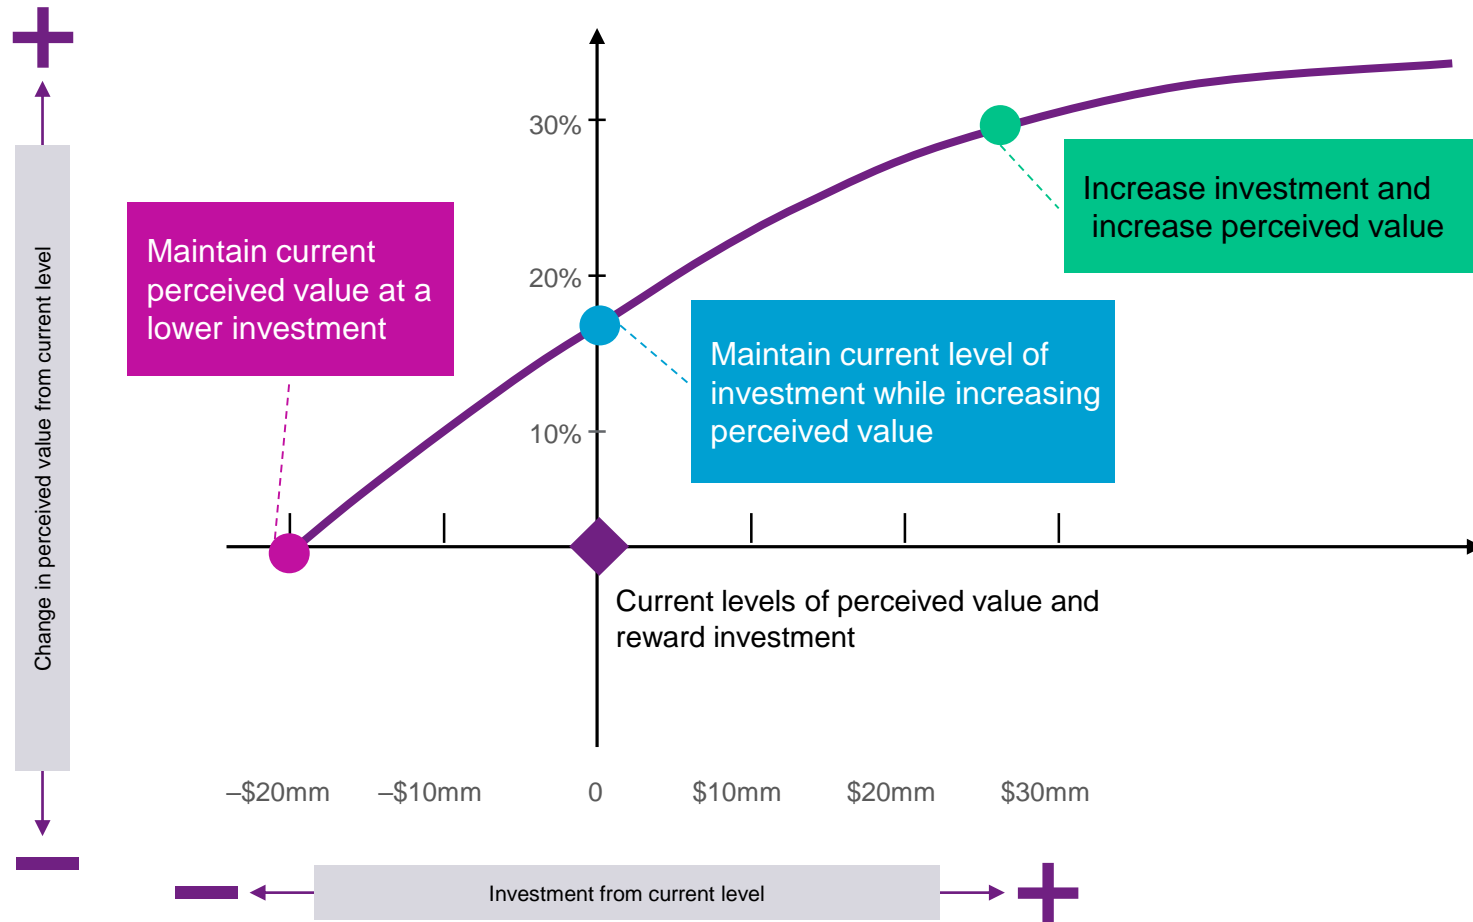 30%
Increase investment and
increase perceived value
Maintain current
perceived value at a
lower investment
20%
Maintain current level of
investment while increasing
perceived value
10%
Change in perceived value from current level
Current levels of perceived value and
reward investment
–$20mm –$10mm 0 $10mm $20mm $30mm
Investment from current level